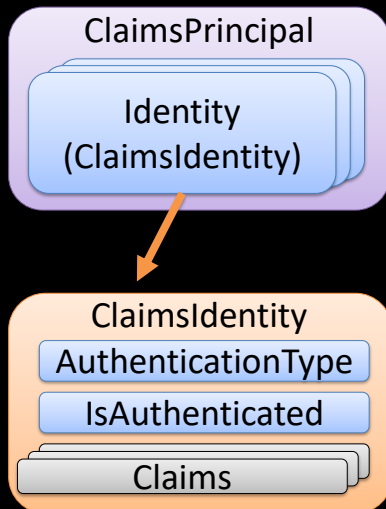 ClaimsPrincipal
Identity
(ClaimsIdentity)
ClaimsIdentity
AuthenticationType
IsAuthenticated
Claims